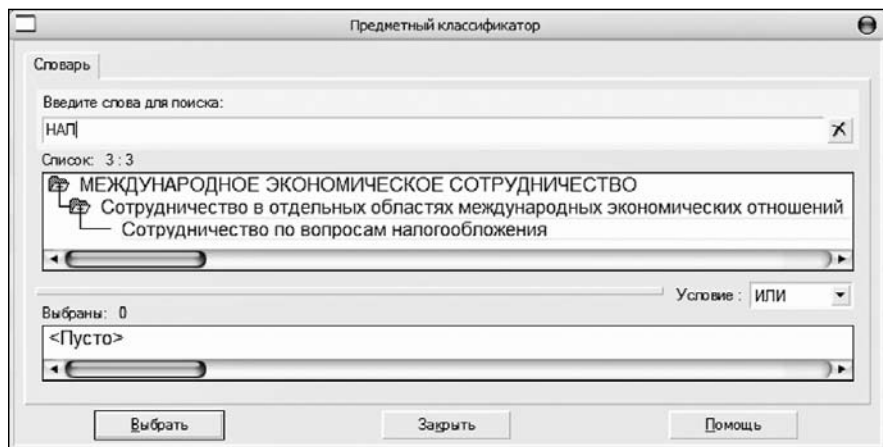 Предметный классификатор
Словарь
Введите слова для поиска:
НАЛ
Список: 3 : 3
МЕЖДУНАРОДНОЕ ЭКОНОМИЧЕСКОЕ СОТРУДНИЧЕСТВО
Сотрудничество в отдельных областях международных экономических отношений
Сотрудничество по вопросам налогообложения
Условие : ИЛИ
Выбраны: 0
<Пусто>
Выбрать Закрыть Помощь